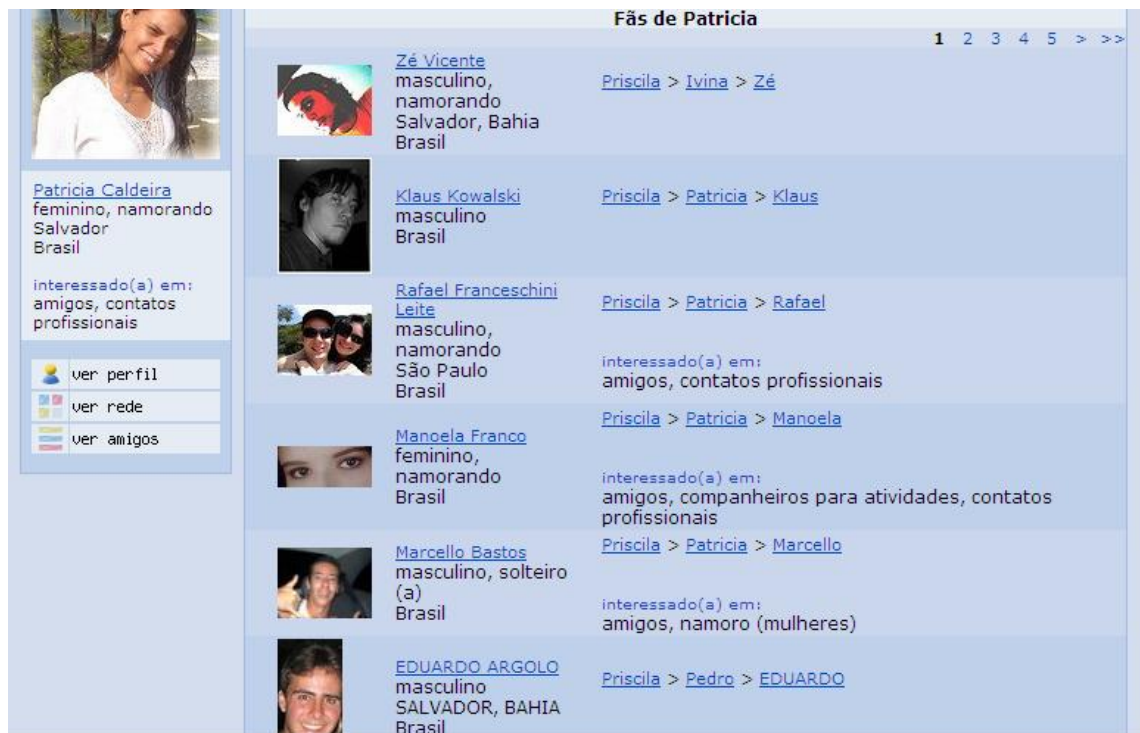 Fãs de Patricia
1 2 3 4 5 > >>
Patricia Caldeira
feminino, namorando
Salvador
Brasil
interessado(a) em:
amigos, contatos
profissionais
ver perfil
ver rede
ver amigos
Zé Vicente
masculino,
namorando
Salvador, Bahia
Brasil
Priscila > Ivina > Zé
Klaus Kowalski
masculino
Brasil
Priscila > Patricia > Klaus
Rafael Franceschini
Leite
masculino,
namorando
São Paulo
Brasil
Priscila > Patricia > Rafael
interessado(a) em:
amigos, contatos profissionais
Manoela Franco
feminino,
namorando
Brasil
Priscila > Patricia > Manoela
interessado(a) em:
amigos, companheiros para atividades, contatos
profissionais
Marcello Bastos
masculino, solteiro
(a)
Brasil
Priscila > Patricia > Marcello
interessado(a) em:
amigos, namoro (mulheres)
EDUARDO ARGOLO
masculino
SALVADOR, BAHIA
Brasil
Priscila > Pedro > EDUARDO